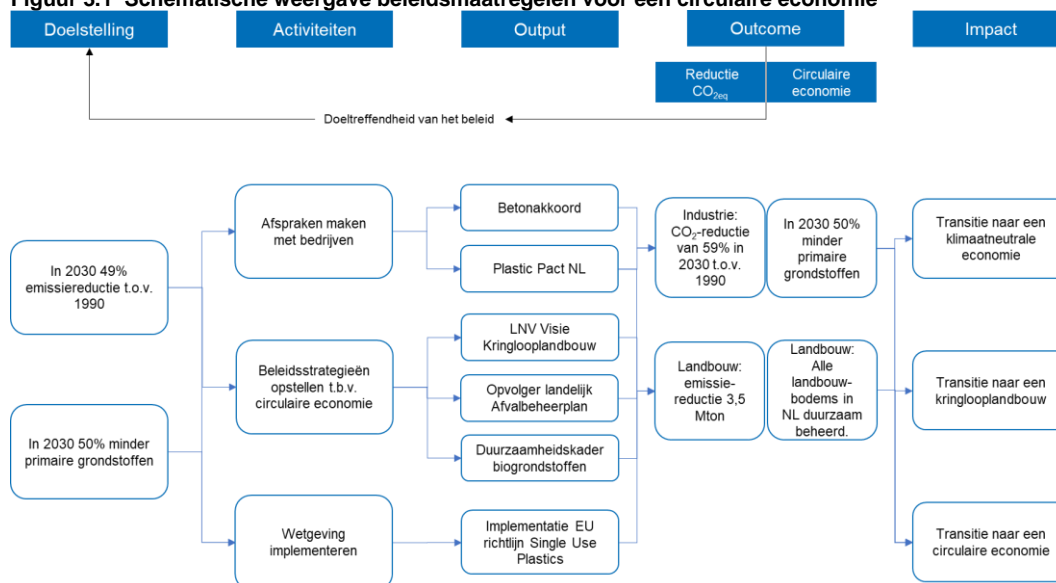 Figuur 3.1 Schematische weergave beleidsmaatregelen voor een circulaire economie
Doelstelling
Activiteiten
Output
Outcome
Impact
Reductie
CO2eq
Circulaire
economie
Doeltreffendheid van het beleid
In 2030 49%
emissiereductie t.o.v.
1990
In 2030 50% minder
primaire grondstoffen
Afspraken maken
met bedrijven
Beleidsstrategieën
opstellen t.b.v.
circulaire economie
Wetgeving
implementeren
Betonakkoord
Plastic Pact NL
LNV Visie
Kringlooplandbouw
Opvolger landelijk
Afvalbeheerplan
Duurzaamheidskader
biogrondstoffen
Implementatie EU
richtlijn Single Use
Plastics
Industrie:
CO2-reductie
van 59% in
2030 t.o.v.
1990
In 2030 50%
minder
primaire
grondstoffen
Landbouw:
emissie-
reductie 3,5
Mton
Landbouw:
Alle
landbouw-
bodems in
NL duurzaam
beheerd.
Transitie naar een
klimaatneutrale
economie
Transitie naar een
kringlooplandbouw
Transitie naar een
circulaire economie